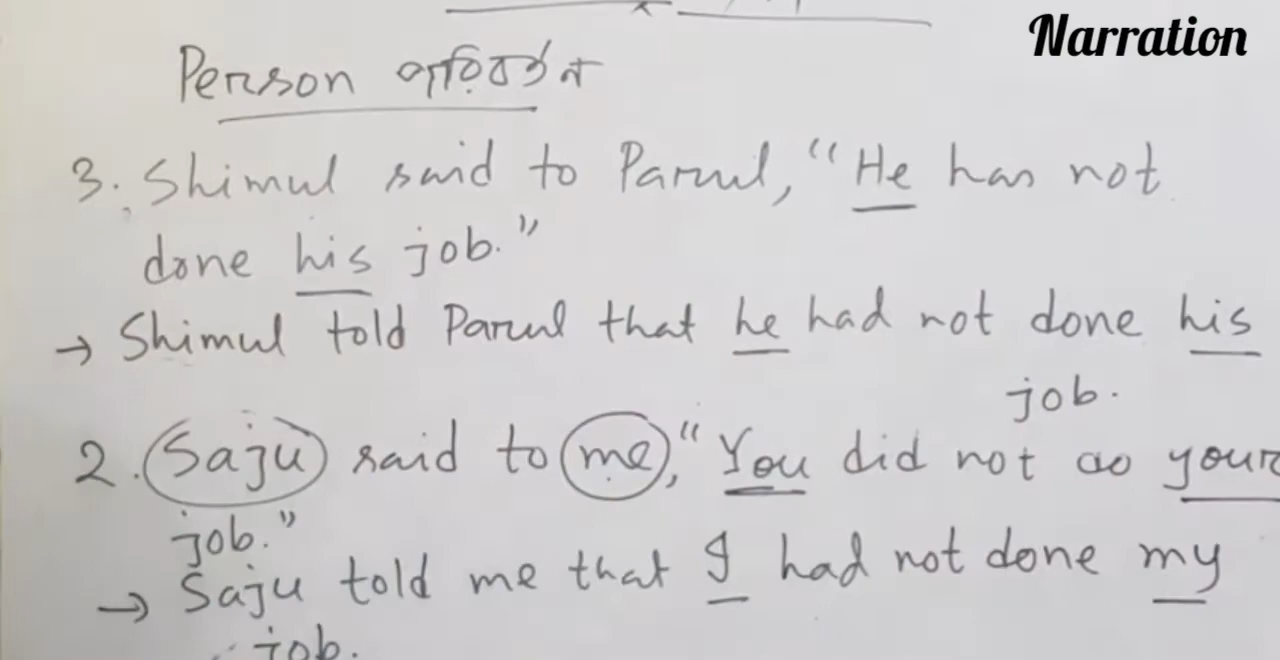 Narration
Person পরিবর্তন
3. Shimul said to Parul, "He has not
done his job."
→ Shimul told Parul that he had not done his
job.
2. Saju said to me, "You did not do your
job."
→ Saju told me that I had not done my
job.